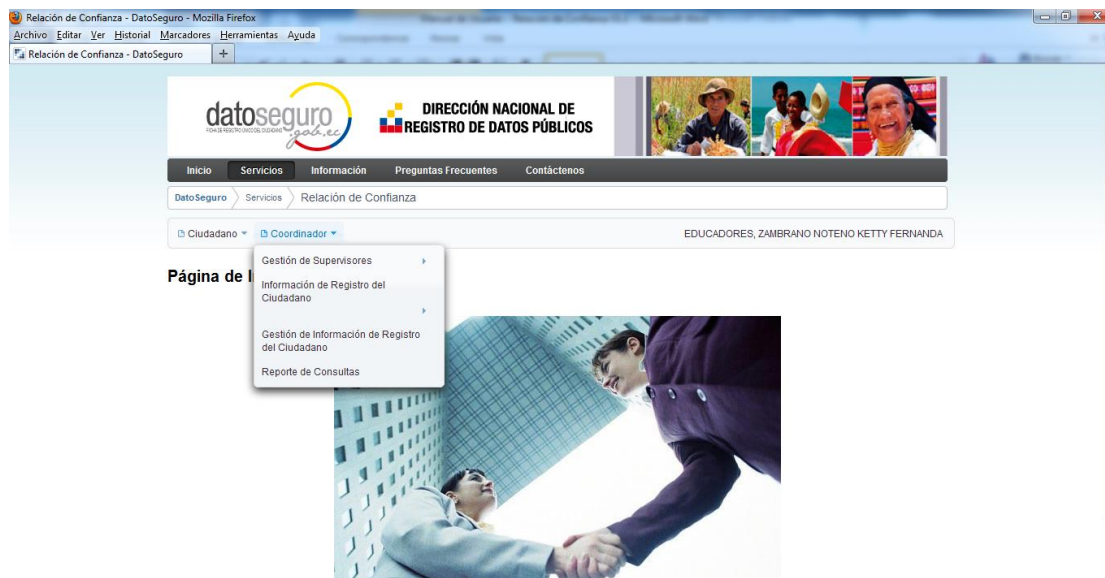 Relación de Confianza - DatoSeguro - Mozilla Firefox
Archivo Editar Ver Historial Marcadores Herramientas Ayuda
Relación de Confianza - DatoSeguro +
datoseguro
.gob.ec
DIRECCIÓN NACIONAL DE
REGISTRO DE DATOS PÚBLICOS
Inicio Servicios Información Preguntas Frecuentes Contáctenos
DatoSeguro Servicios Relación de Confianza
Ciudadano Coordinador EDUCADORES, ZAMBRANO NOTENO KETTY FERNANDA
Gestión de Supervisores
Página de
Información de Registro del
Ciudadano
Gestión de Información de Registro
del Ciudadano
Reporte de Consultas